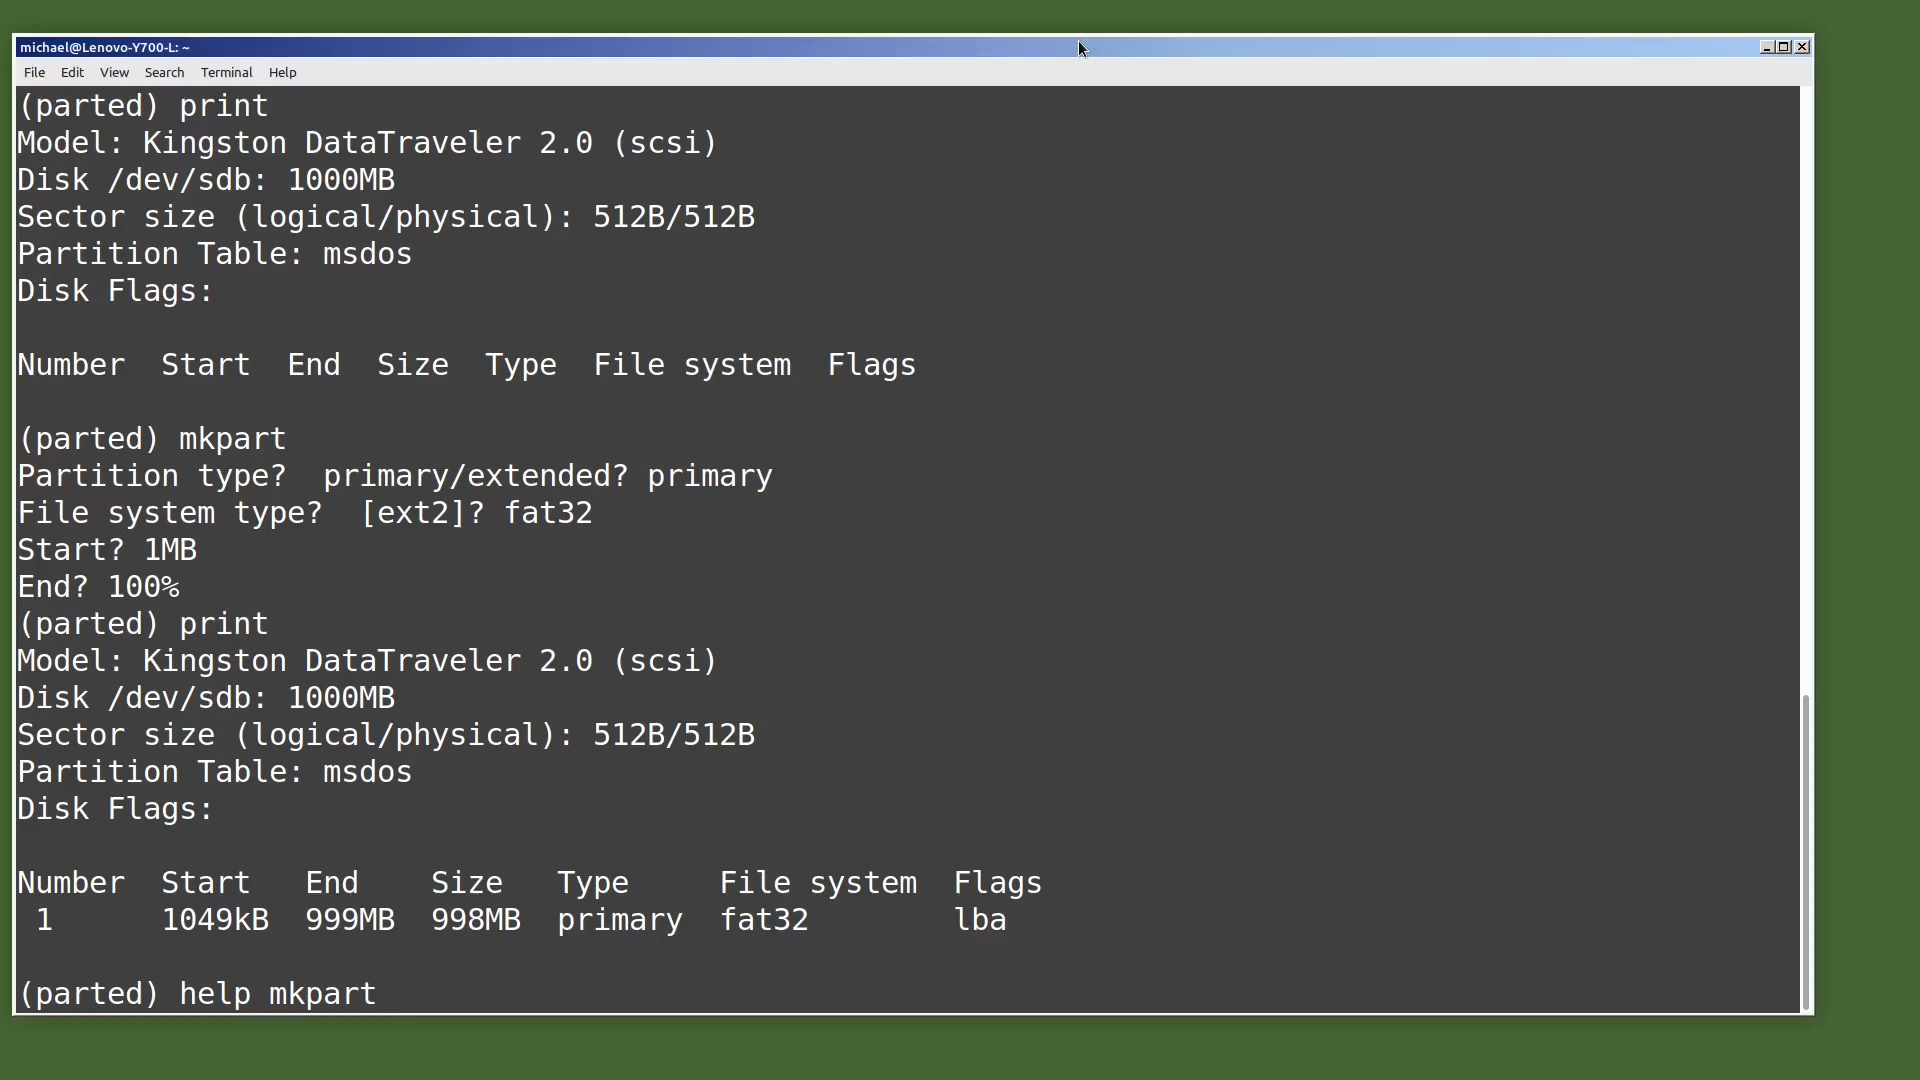 michael@Lenovo-Y700-L: ~
File Edit View Search Terminal Help
(parted) print
Model: Kingston DataTraveler 2.0 (scsi)
Disk /dev/sdb: 1000MB
Sector size (logical/physical): 512B/512B
Partition Table: msdos
Disk Flags:
Number  Start  End  Size  Type  File system  Flags
(parted) mkpart
Partition type?  primary/extended? primary
File system type?  [ext2]? fat32
Start? 1MB
End? 100%
(parted) print
Model: Kingston DataTraveler 2.0 (scsi)
Disk /dev/sdb: 1000MB
Sector size (logical/physical): 512B/512B
Partition Table: msdos
Disk Flags:
Number  Start   End    Size   Type     File system  Flags
 1      1049kB  999MB  998MB  primary  fat32        lba
(parted) help mkpart